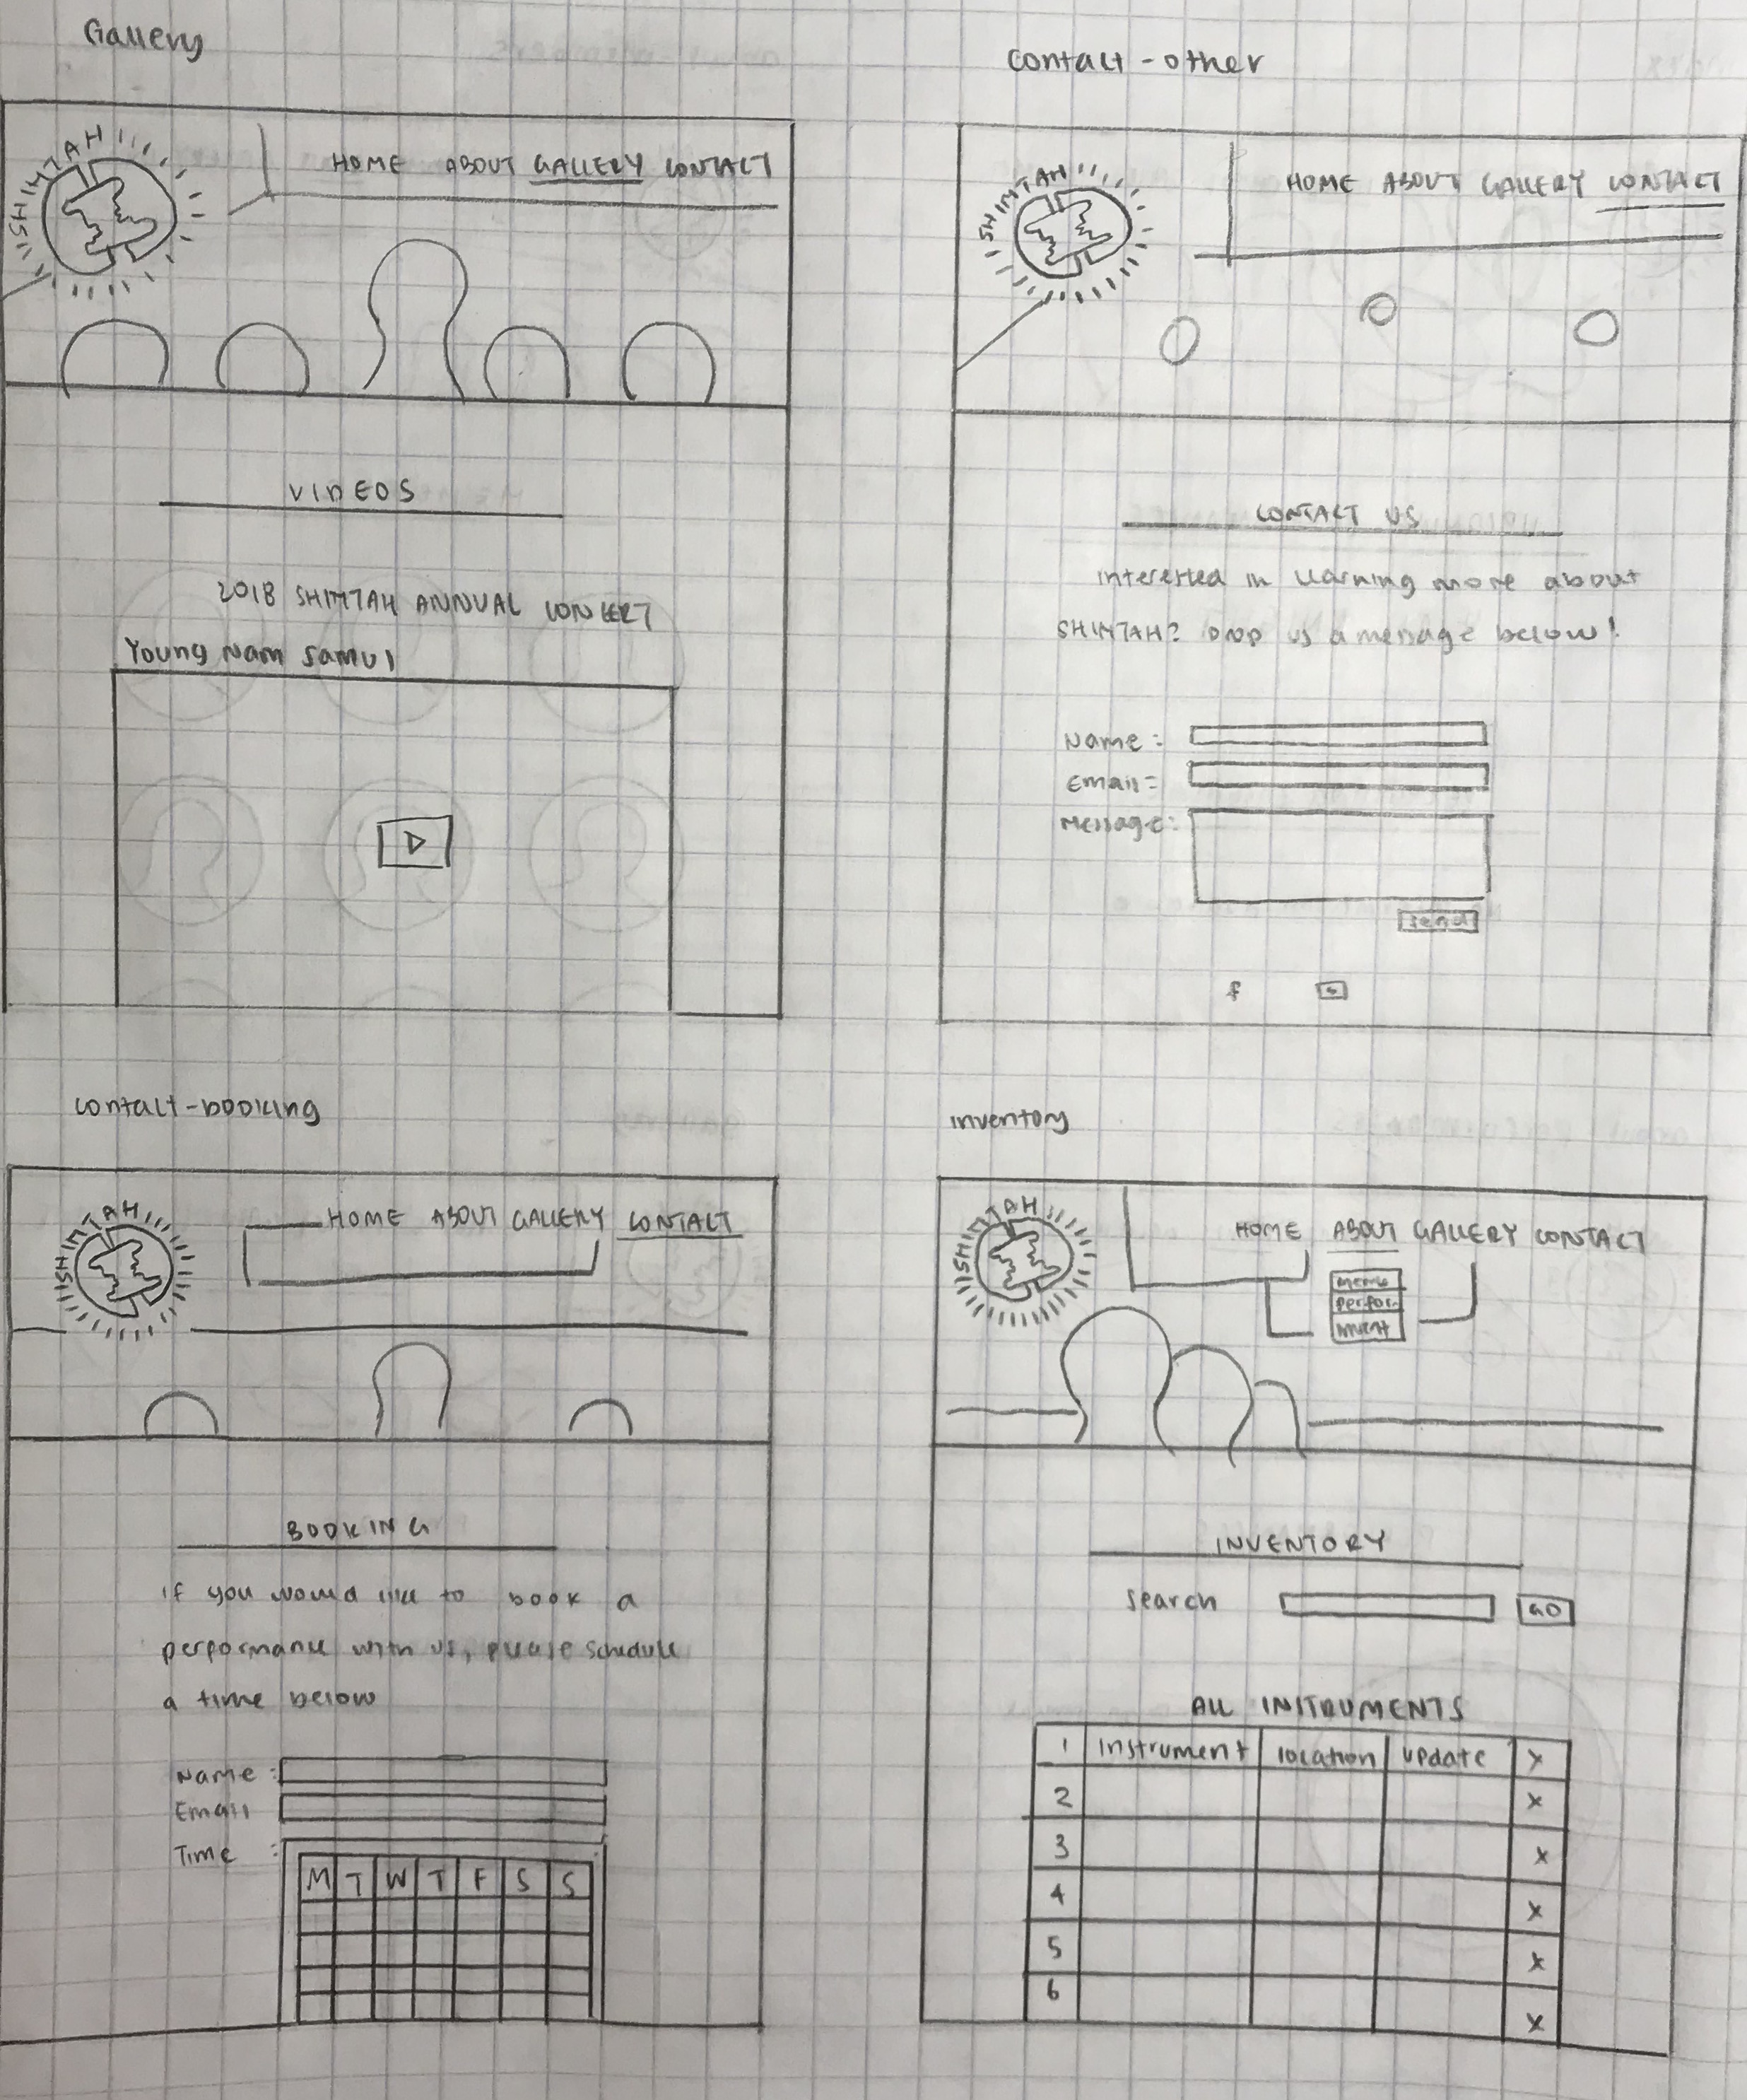 Gallery
SHIMTAH
HOME ABOUT GALLERY CONTACT
VIDEOS
2018 SHIMTAH ANNUAL CONCERT
Young Nam Samul
contact - other
SHIMTAH
HOME ABOUT GALLERY CONTACT
CONTACT US
interested in learning more about
SHIMTAH? Drop us a message below!
Name:
Email:
Message:
send
f
contact-booking
SHIMTAH
HOME ABOUT GALLERY CONTACT
BOOKING
if you would like to book a
performance with us, please schedule
a time below
Name:
Email
Time:
M T W T F S S
inventory
SHIMTAH
HOME ABOUT GALLERY CONTACT
memb
perfor-
invent
INVENTORY
search GO
ALL INSTRUMENTS
1 instrument location update x
2 x
3 x
4 x
5 x
6 x